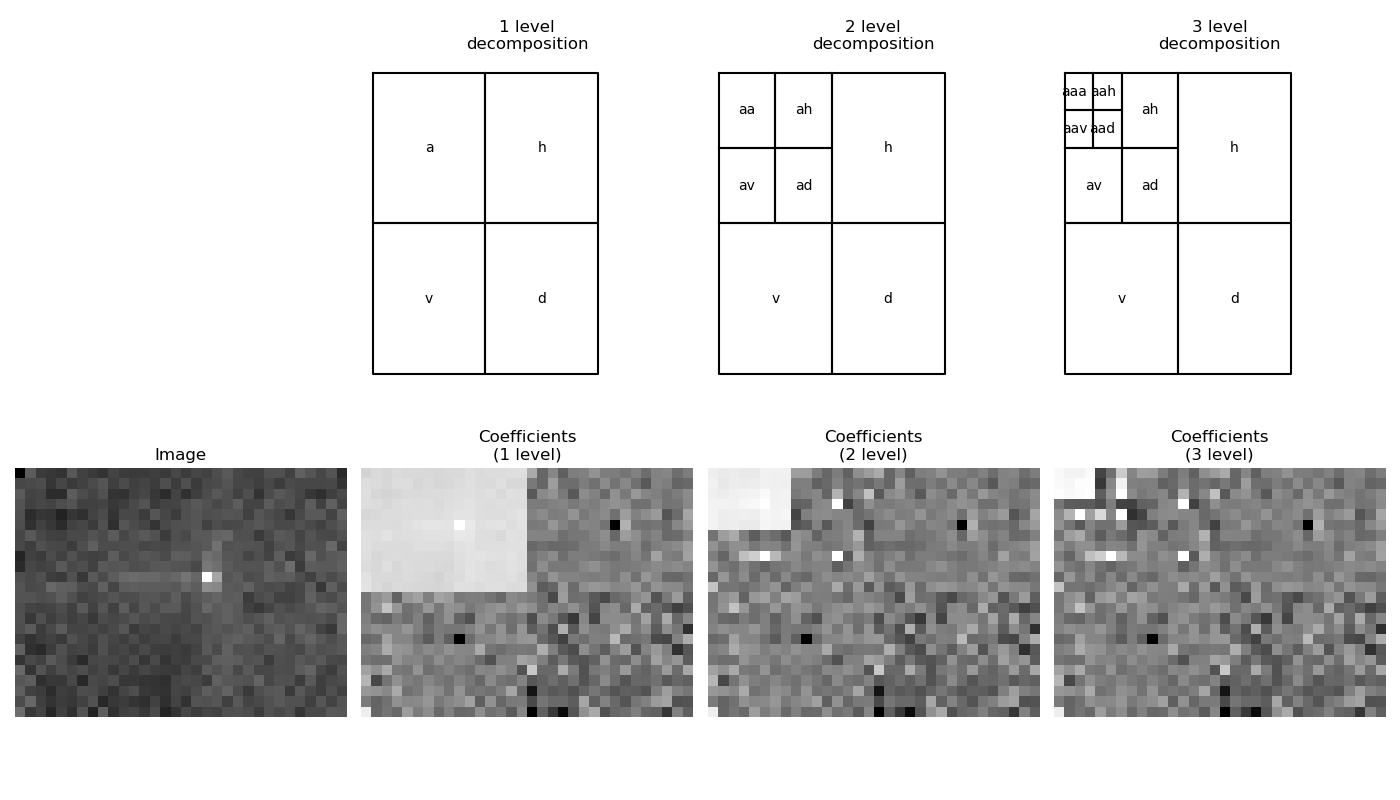 1 level
decomposition
2 level
decomposition
3 level
decomposition
a
h
v
d
aa
ah
av
ad
h
v
d
aaa
aah
aav
aad
ah
av
ad
h
v
d
Image
Coefficients
(1 level)
Coefficients
(2 level)
Coefficients
(3 level)